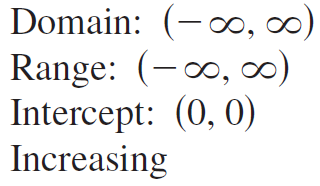 Domain: (−∞, ∞)
Range: (−∞, ∞)
Intercept: (0, 0)
Increasing